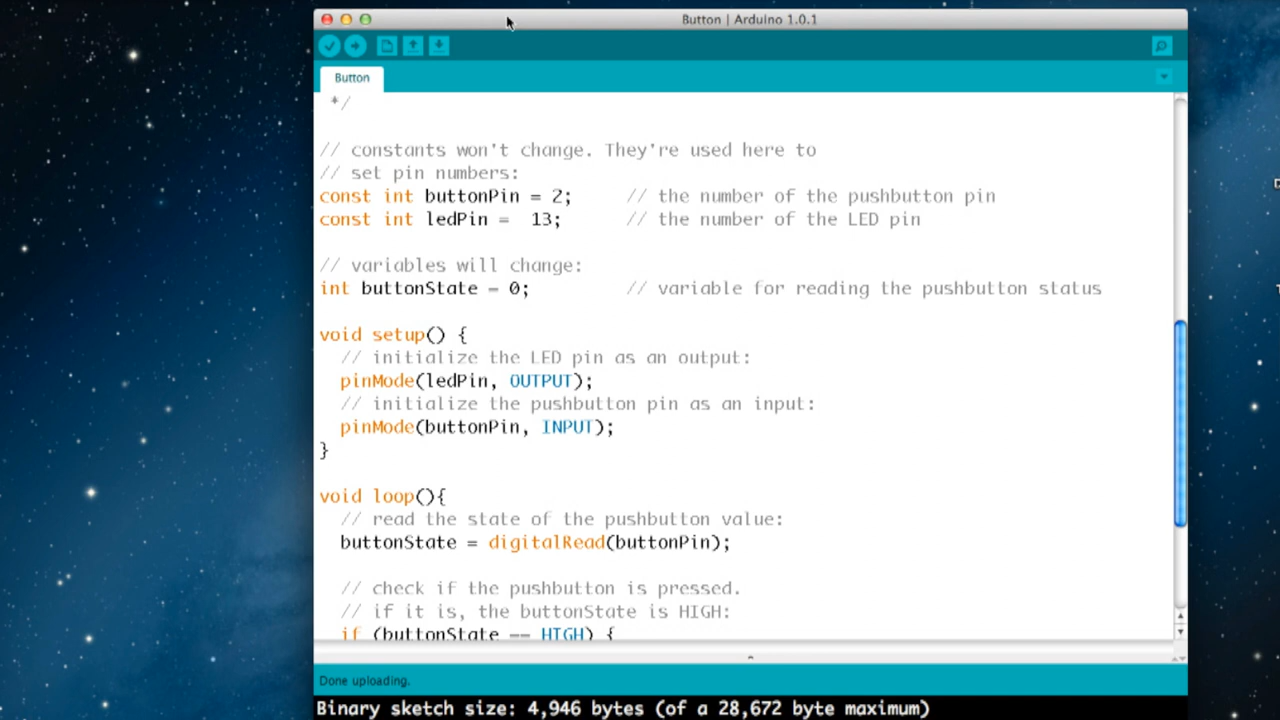 Button | Arduino 1.0.1
Button
*/
// constants won't change. They're used here to
// set pin numbers:
const int buttonPin = 2;     // the number of the pushbutton pin
const int ledPin =  13;      // the number of the LED pin
// variables will change:
int buttonState = 0;         // variable for reading the pushbutton status
void setup() {
  // initialize the LED pin as an output:
  pinMode(ledPin, OUTPUT);
  // initialize the pushbutton pin as an input:
  pinMode(buttonPin, INPUT);
}
void loop(){
  // read the state of the pushbutton value:
  buttonState = digitalRead(buttonPin);
  // check if the pushbutton is pressed.
  // if it is, the buttonState is HIGH:
  if (buttonState == HIGH) {
Done uploading.
Binary sketch size: 4,946 bytes (of a 28,672 byte maximum)